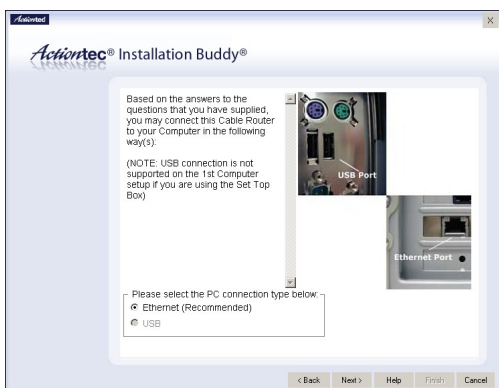 Actiontec
Actiontec® Installation Buddy®
Based on the answers to the
questions that you have supplied,
you may connect this Cable Router
to your Computer in the following
way(s):
(NOTE: USB connection is not
supported on the 1st Computer
setup if you are using the Set Top
Box)
USB Port
Ethernet Port
Please select the PC connection type below:
Ethernet (Recommended)
USB
< Back Next > Help Finish Cancel